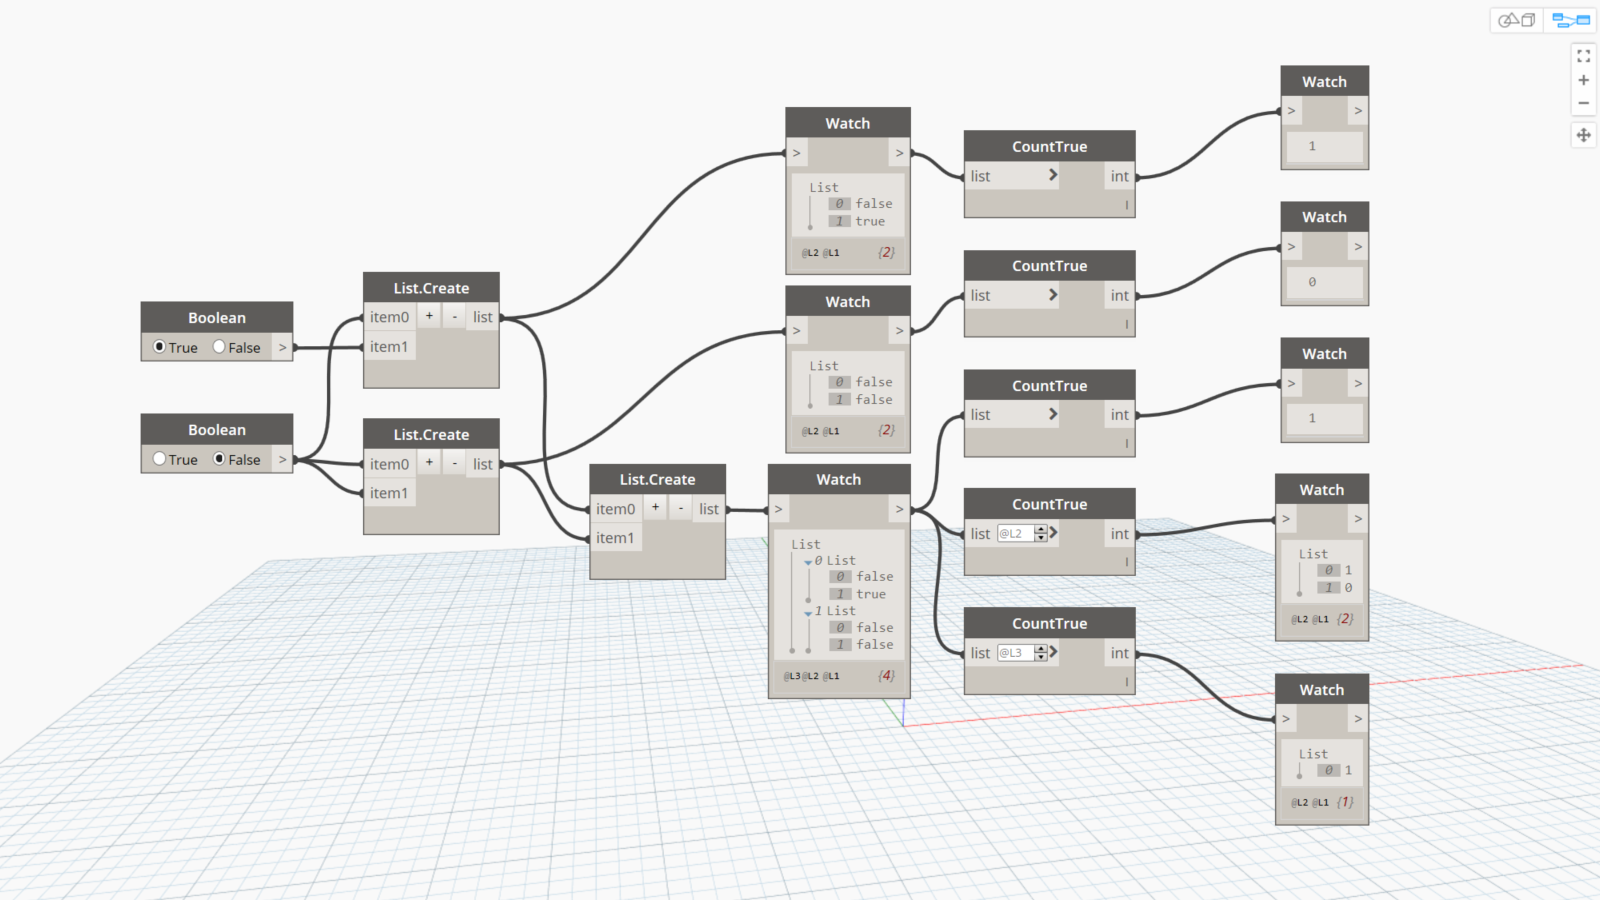 Boolean
True False >
Boolean
True False >
List.Create
item0 + - list
item1
List.Create
item0 + - list
item1
List.Create
item0 + - list
item1
Watch
> >
List
0 false
1 true
@L2 @L1 {2}
Watch
> >
List
0 false
1 false
@L2 @L1 {2}
Watch
> >
List
0 List
0 false
1 true
1 List
0 false
1 false
@L3 @L2 @L1 {4}
CountTrue
list > int
l
CountTrue
list > int
l
CountTrue
list > int
l
CountTrue
list @L2 > int
l
CountTrue
list @L3 > int
l
Watch
> >
1
Watch
> >
0
Watch
> >
1
Watch
> >
List
0 1
1 0
@L2 @L1 {2}
Watch
> >
List
0 1
@L2 @L1 {1}